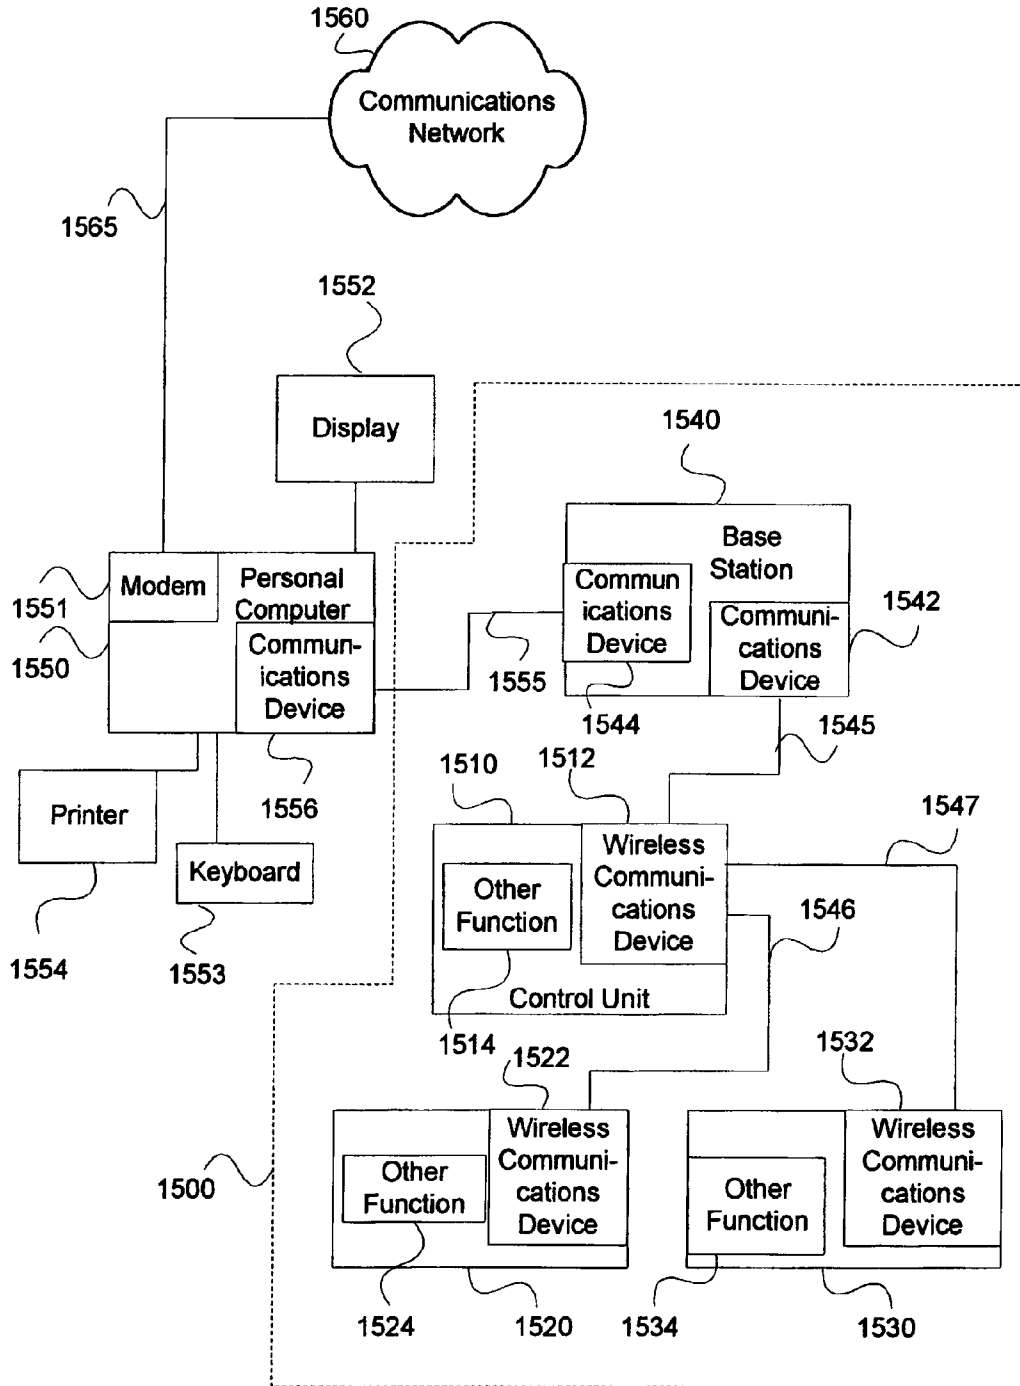 1560
Communications
Network
1565
1552
Display
1540
Base
Station
Modem
Personal
Computer
1551
1550
Commun-
ications
Device
Commun
ications
Device
Communi-
cations
Device
1542
1555
1544
1545
1556
Printer
Keyboard
1554
1553
1510
1512
1547
Wireless
Communi-
cations
Device
Other
Function
1546
Control Unit
1514
1522
1532
Wireless
Communi-
cations
Device
Other
Function
Wireless
Communi-
cations
Device
Other
Function
1500
1524
1520
1534
1530